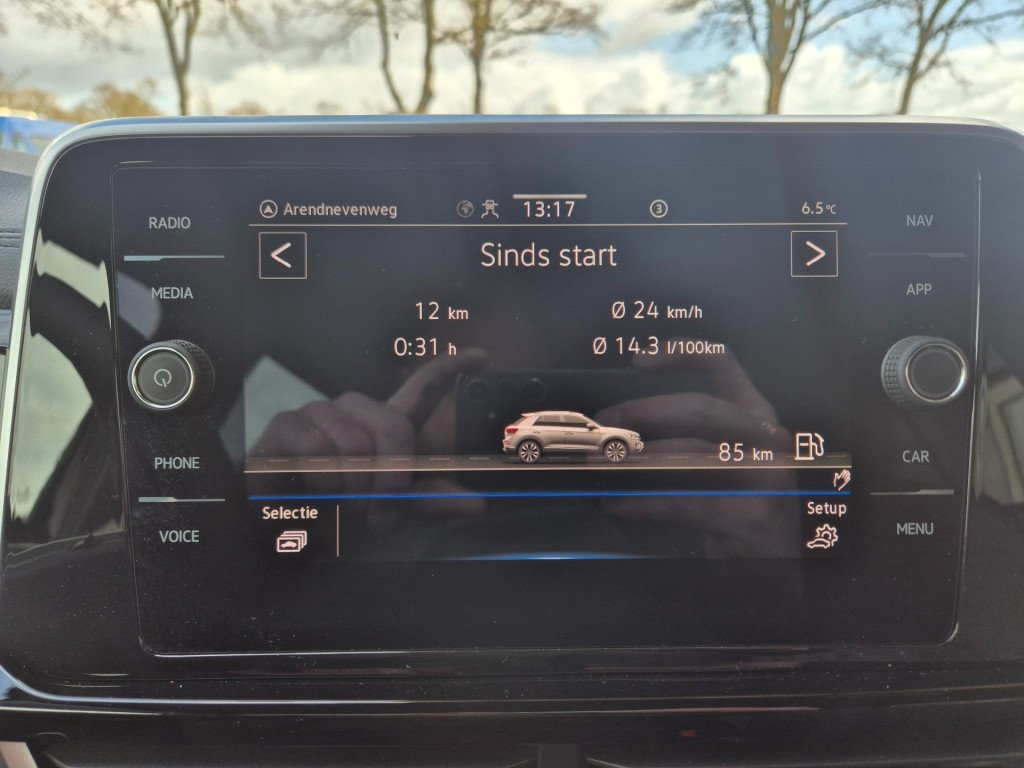 RADIO
MEDIA
PHONE
VOICE
Arendnevenweg
13:17
3
6.5°C
<
Sinds start
>
12 km
Ø 24 km/h
0:31 h
Ø 14.3 l/100km
85 km
Selectie
Setup
NAV
APP
CAR
MENU